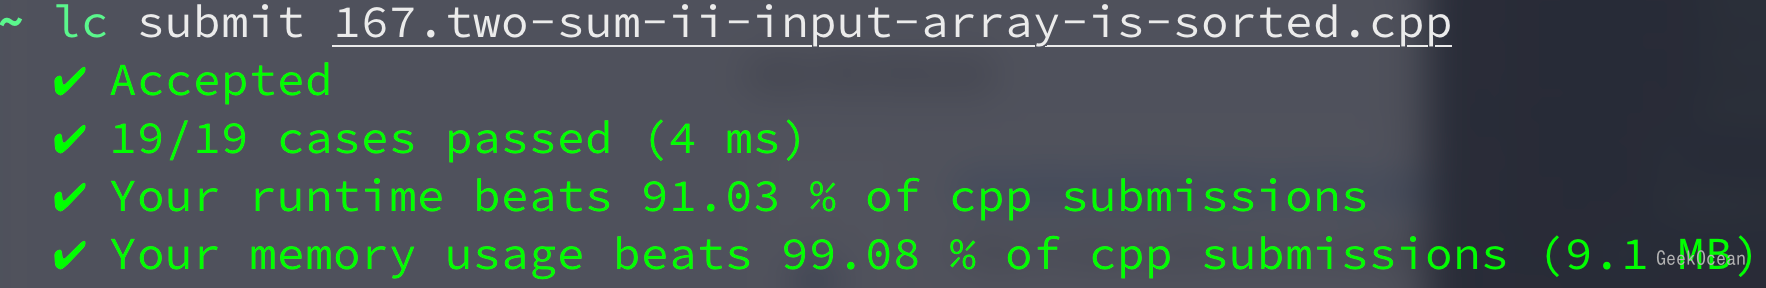 ~ lc submit 167.two-sum-ii-input-array-is-sorted.cpp
✔ Accepted
✔ 19/19 cases passed (4 ms)
✔ Your runtime beats 91.03 % of cpp submissions
✔ Your memory usage beats 99.08 % of cpp submissions (9.1 MB)
GeekOcean